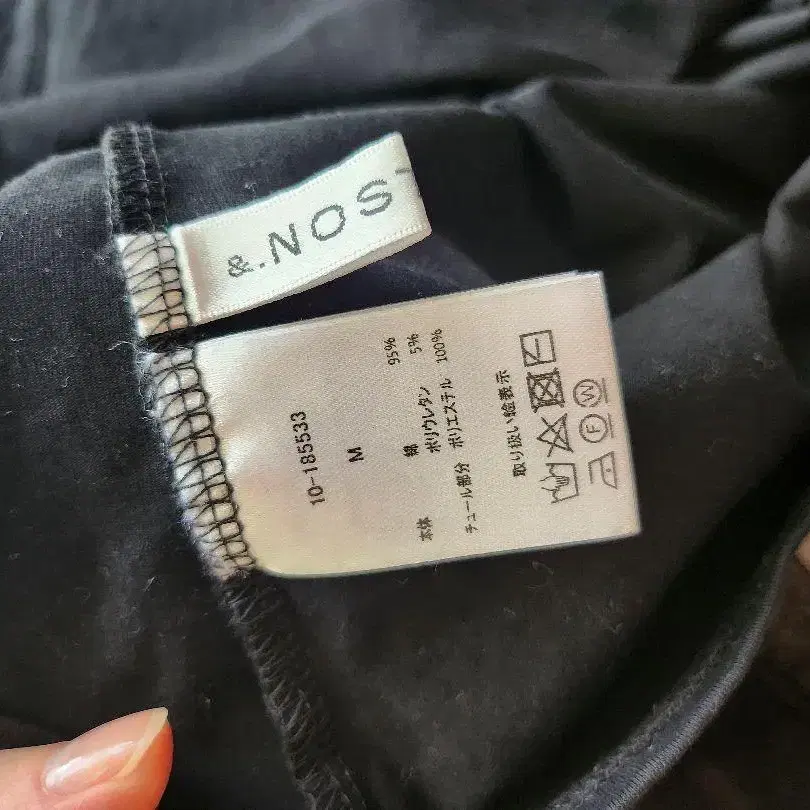 &.NOS
10-185533
M
本体 綿 95%
ポリウレタン 5%
チュール部分 ポリエステル 100%
取り扱い絵表示
F W